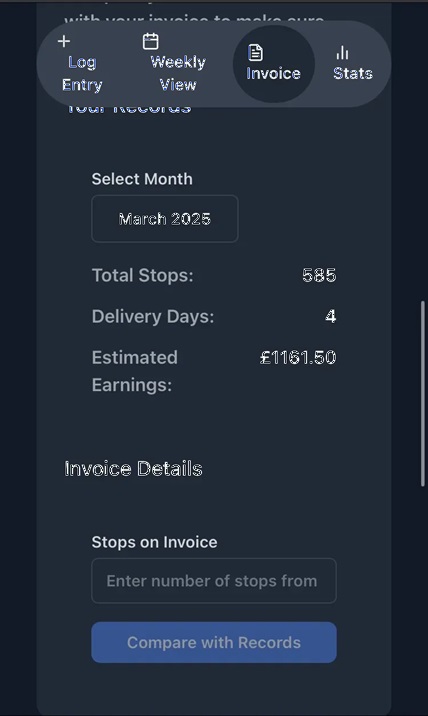 with your invoice to make sure
Log Entry
Weekly View
Invoice
Stats
Your Records
Select Month
March 2025
Total Stops: 585
Delivery Days: 4
Estimated Earnings: £1161.50
Invoice Details
Stops on Invoice
Enter number of stops from
Compare with Records